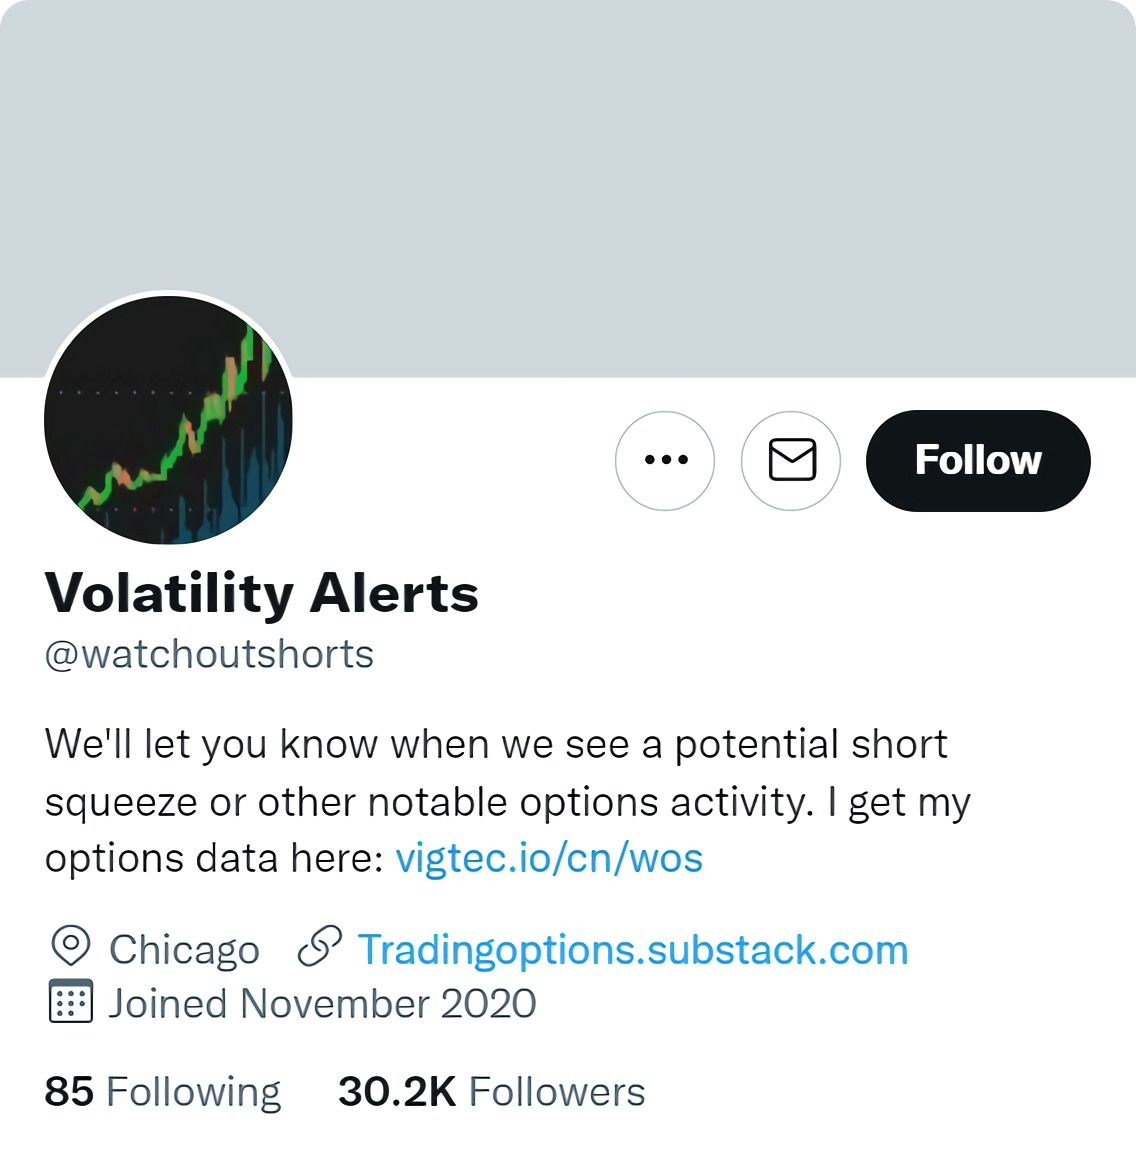 Follow
Volatility Alerts
@watchoutshorts
We'll let you know when we see a potential short
squeeze or other notable options activity. I get my
options data here: vigtec.io/cn/wos
Chicago Tradingoptions.substack.com
Joined November 2020
85 Following 30.2K Followers